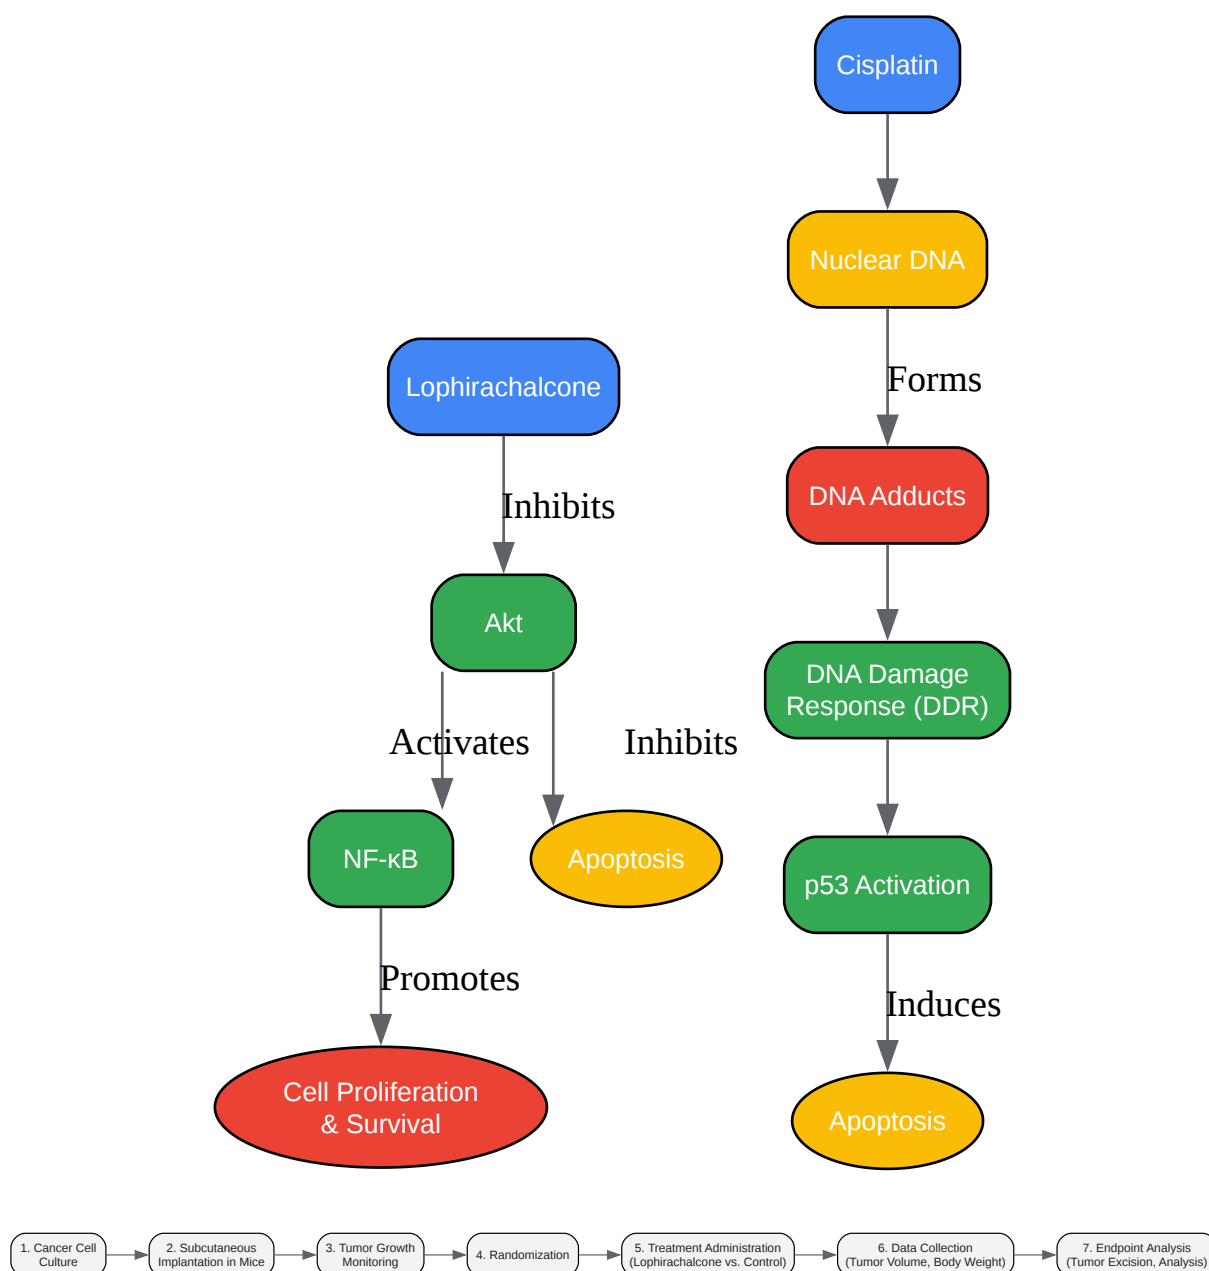 Lophirachalcone
Inhibits
Akt
Activates
Inhibits
NF-κB
Apoptosis
Promotes
Cell Proliferation
& Survival
Cisplatin
Nuclear DNA
Forms
DNA Adducts
DNA Damage
Response (DDR)
p53 Activation
Induces
Apoptosis
1. Cancer Cell
Culture
2. Subcutaneous
Implantation in Mice
3. Tumor Growth
Monitoring
4. Randomization
5. Treatment Administration
(Lophirachalcone vs. Control)
6. Data Collection
(Tumor Volume, Body Weight)
7. Endpoint Analysis
(Tumor Excision, Analysis)